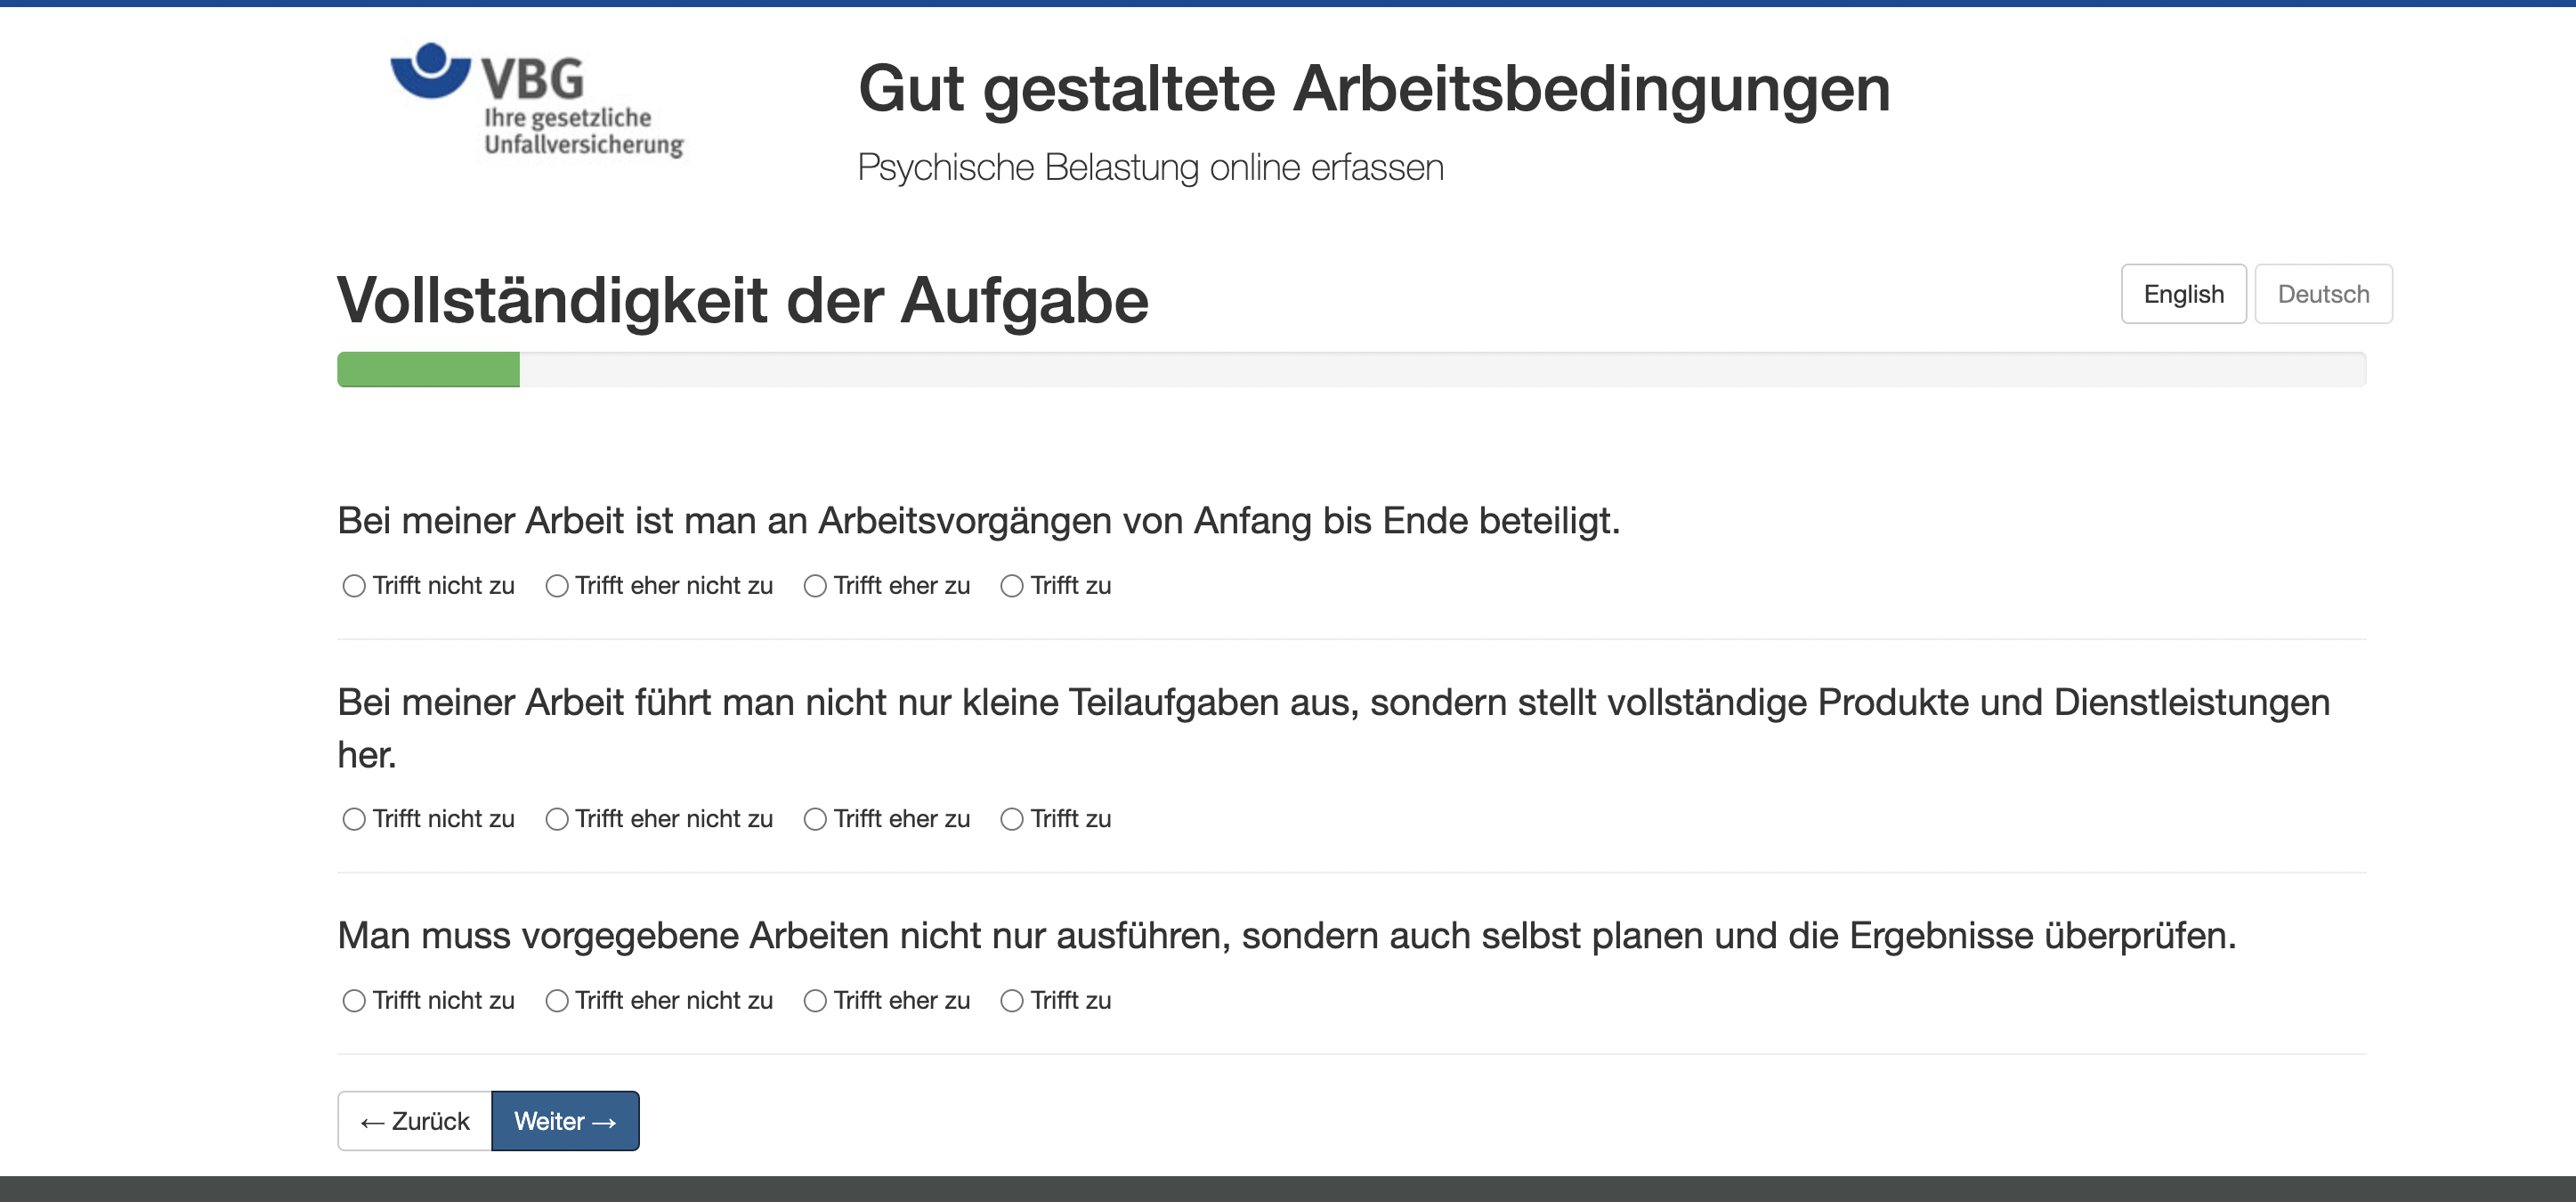 VBG
Ihre gesetzliche
Unfallversicherung
Gut gestaltete Arbeitsbedingungen
Psychische Belastung online erfassen
Vollständigkeit der Aufgabe
English Deutsch
Bei meiner Arbeit ist man an Arbeitsvorgängen von Anfang bis Ende beteiligt.
Trifft nicht zu Trifft eher nicht zu Trifft eher zu Trifft zu
Bei meiner Arbeit führt man nicht nur kleine Teilaufgaben aus, sondern stellt vollständige Produkte und Dienstleistungen
her.
Trifft nicht zu Trifft eher nicht zu Trifft eher zu Trifft zu
Man muss vorgegebene Arbeiten nicht nur ausführen, sondern auch selbst planen und die Ergebnisse überprüfen.
Trifft nicht zu Trifft eher nicht zu Trifft eher zu Trifft zu
← Zurück Weiter →